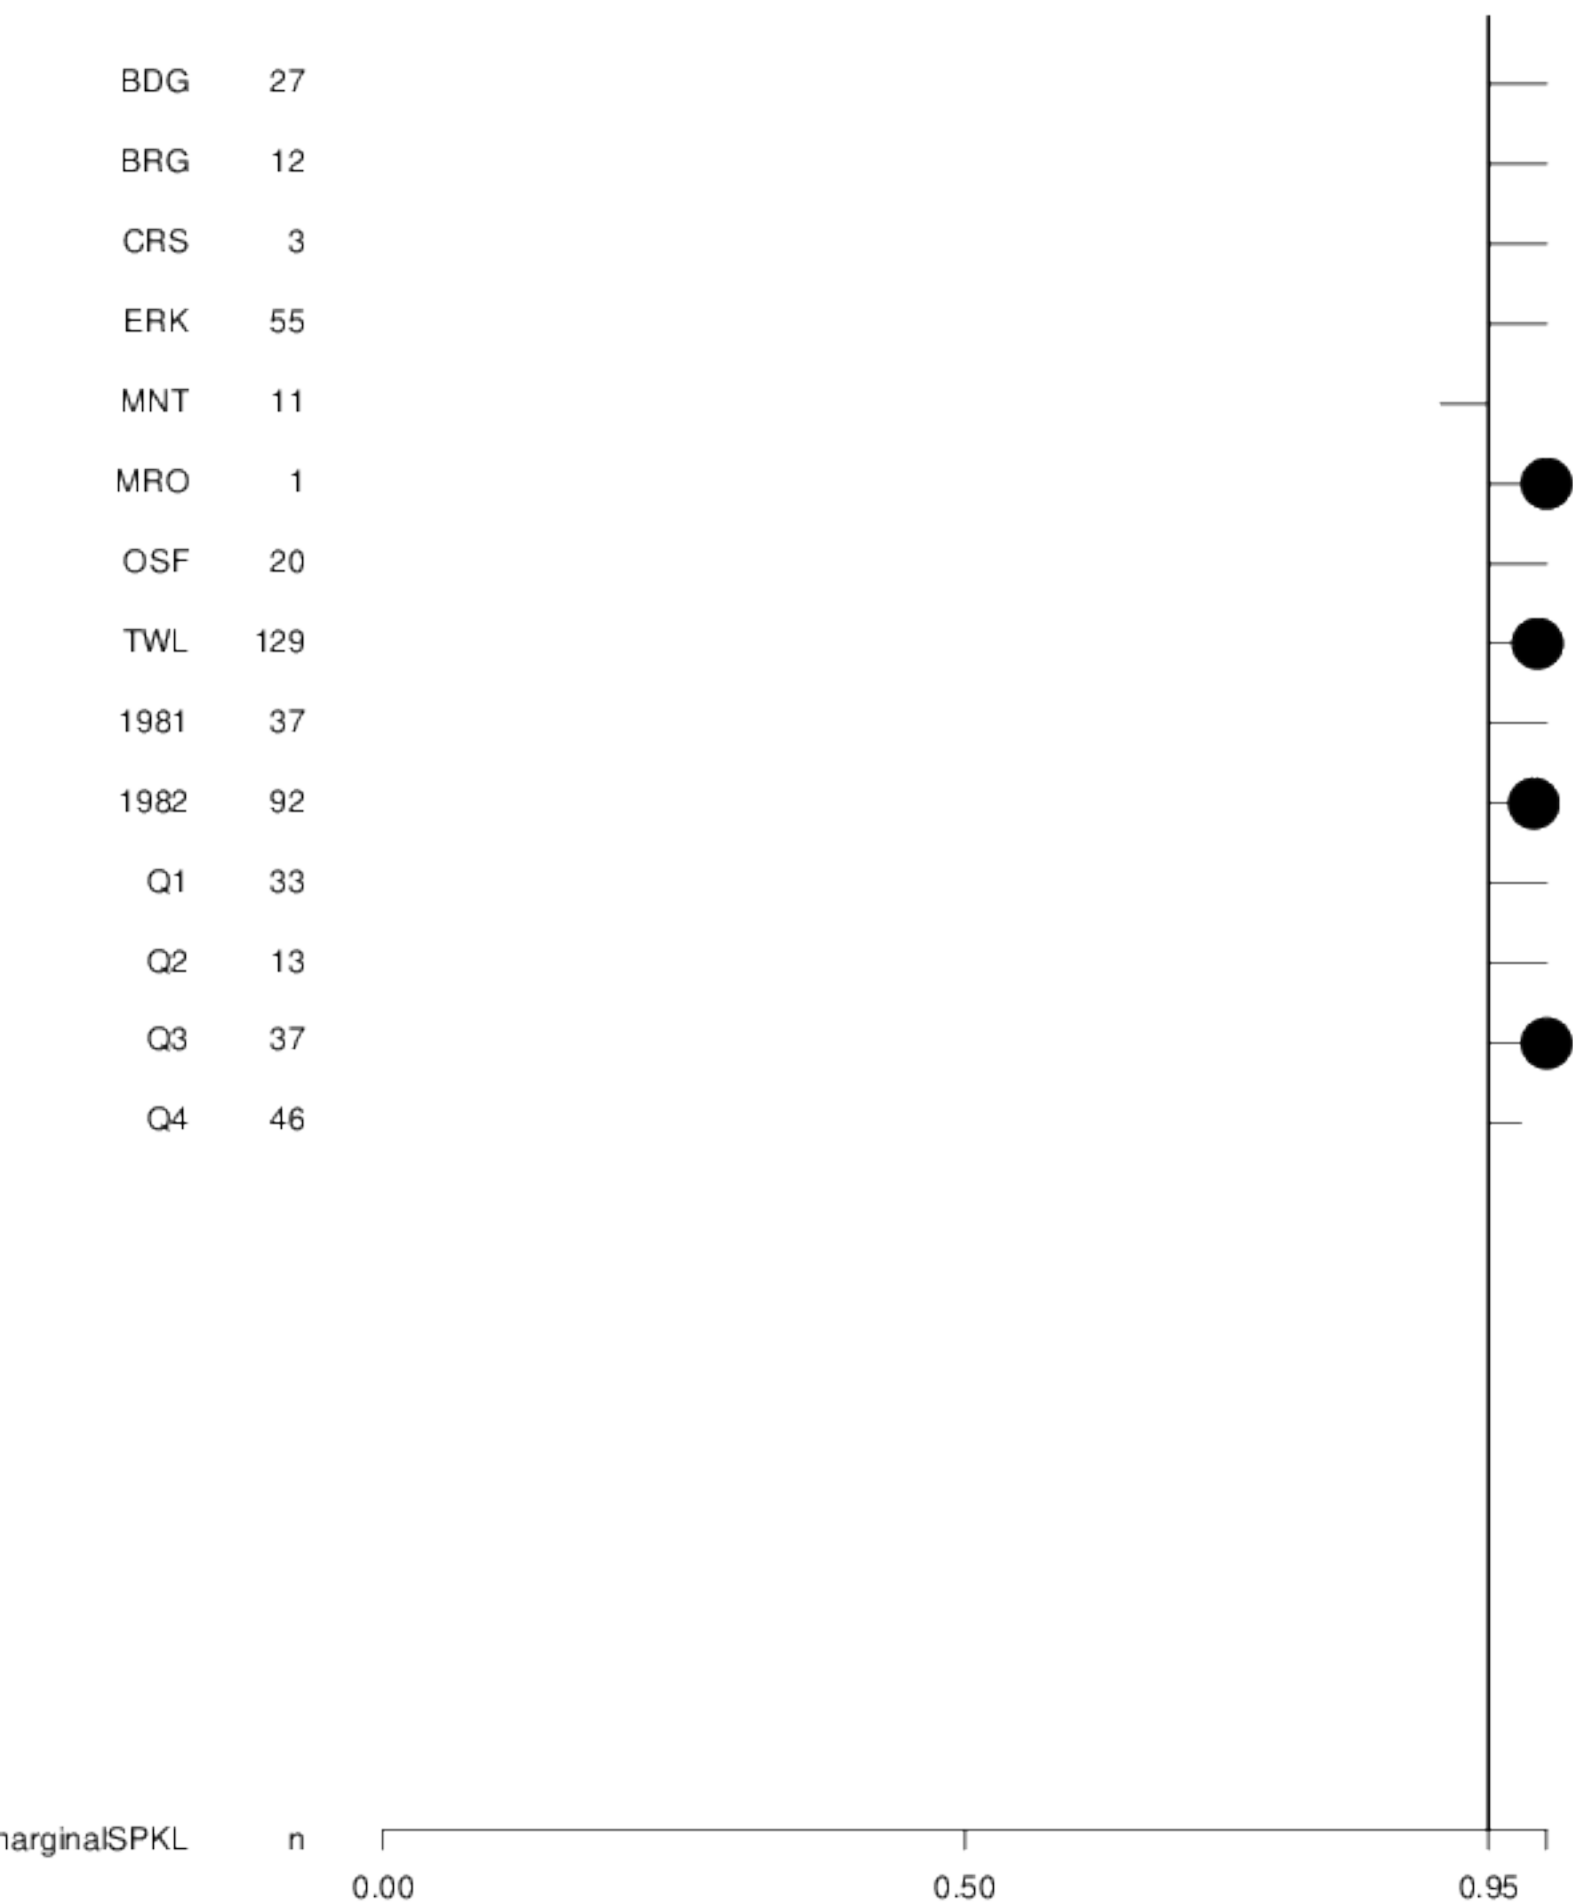 BDG 27
BRG 12
CRS 3
ERK 55
MNT 11
MRO 1
OSF 20
TWL 129
1981 37
1982 92
Q1 33
Q2 13
Q3 37
Q4 46
arginalSPKL n
0.00 0.50 0.95